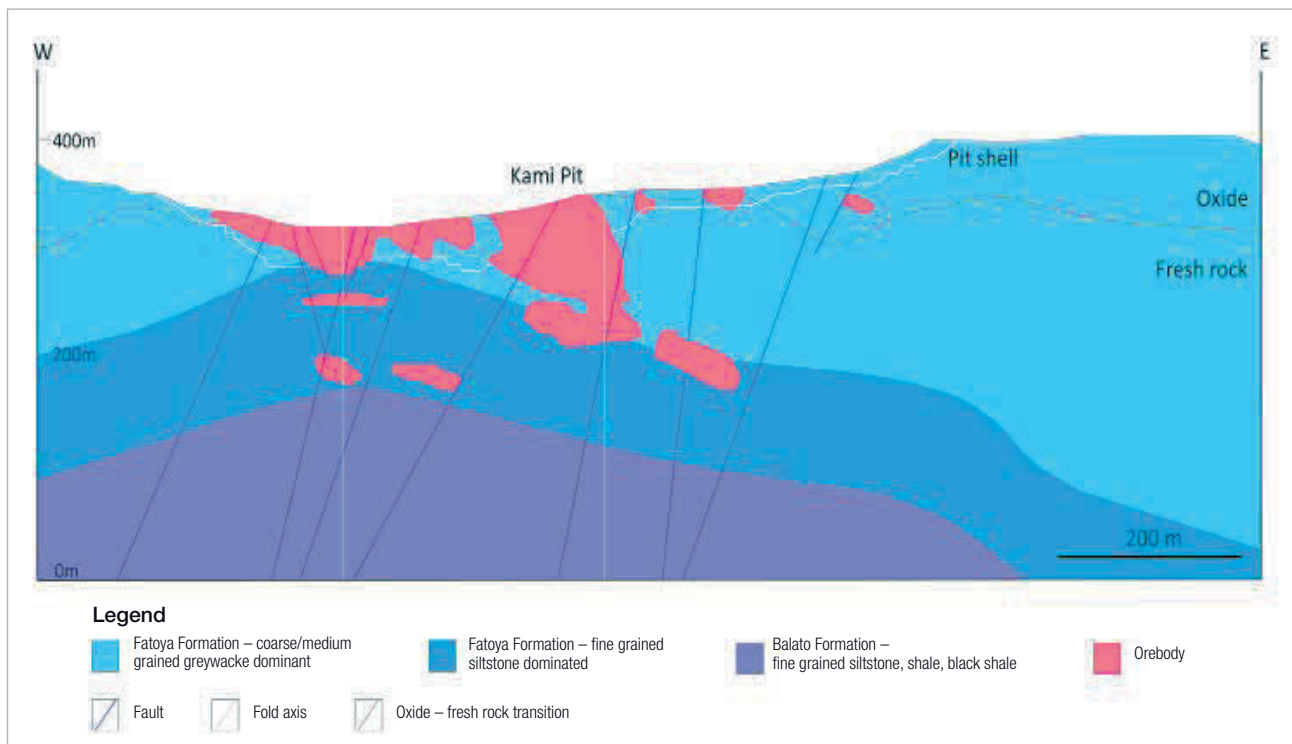 W
E
400m
Kami Pit
Pit shell
Oxide
Fresh rock
200m
200 m
0m
Legend
Fatoya Formation – coarse/medium
grained greywacke dominant
Fatoya Formation – fine grained
siltstone dominated
Balato Formation –
fine grained siltstone, shale, black shale
Orebody
Fault
Fold axis
Oxide – fresh rock transition